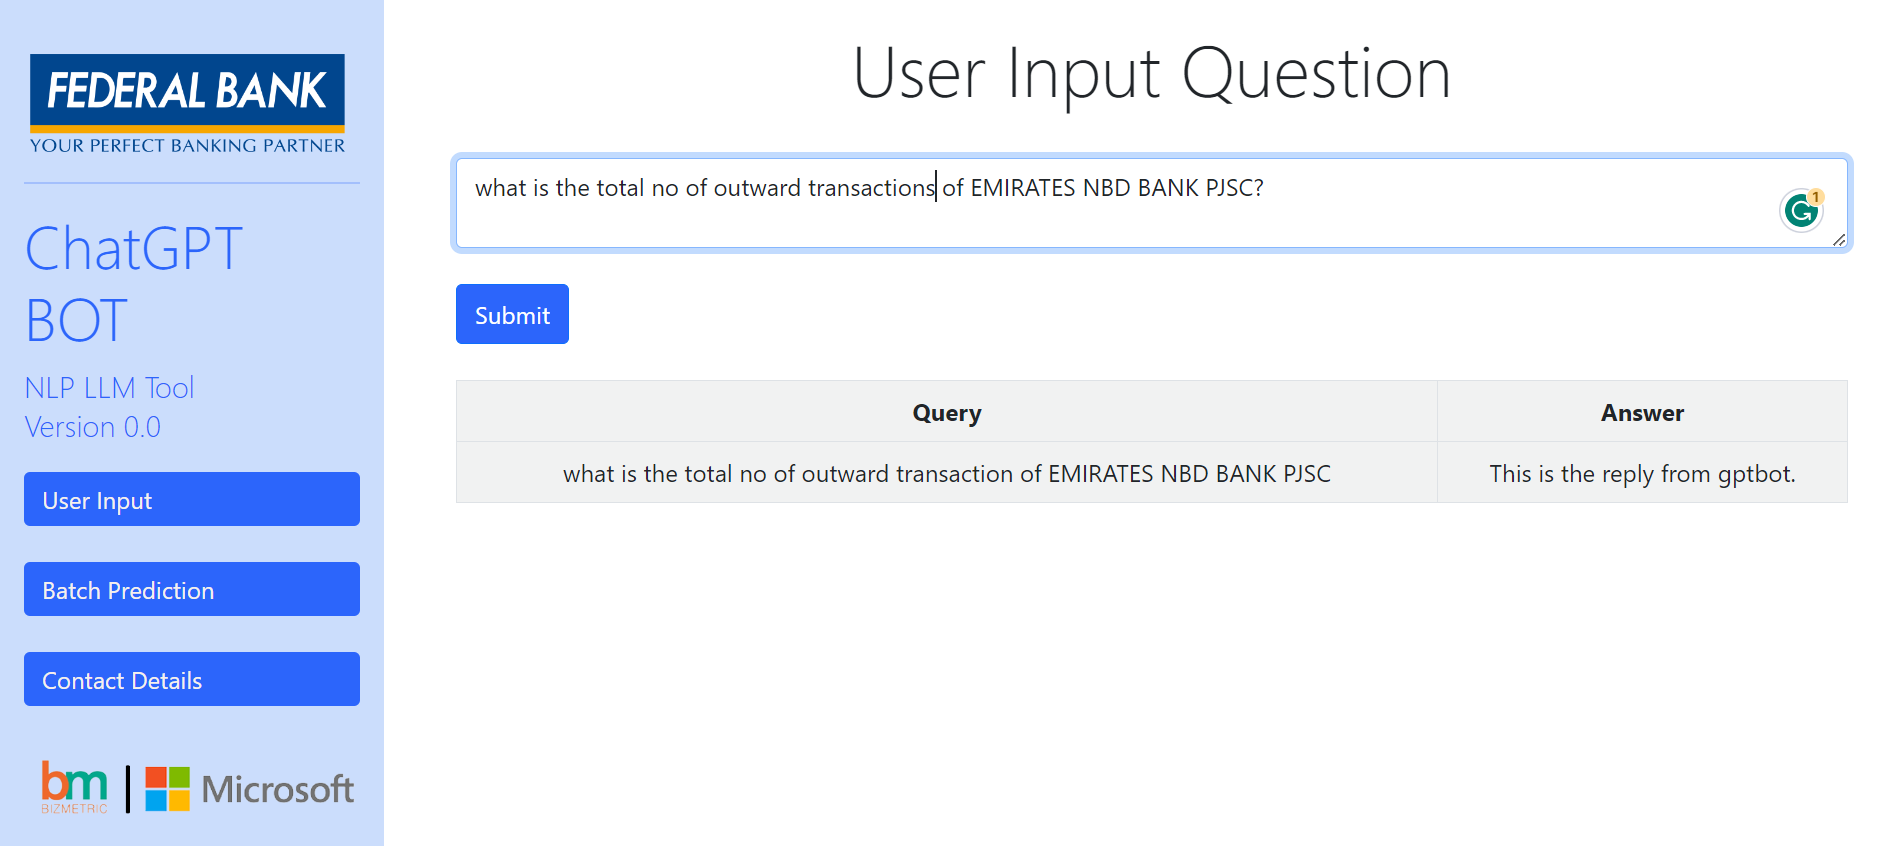 FEDERAL BANK
YOUR PERFECT BANKING PARTNER
ChatGPT
BOT
NLP LLM Tool
Version 0.0
User Input
Batch Prediction
Contact Details
bm
BIZMETRIC
Microsoft
User Input Question
what is the total no of outward transactions of EMIRATES NBD BANK PJSC?
1
Submit
Query Answer
what is the total no of outward transaction of EMIRATES NBD BANK PJSC This is the reply from gptbot.